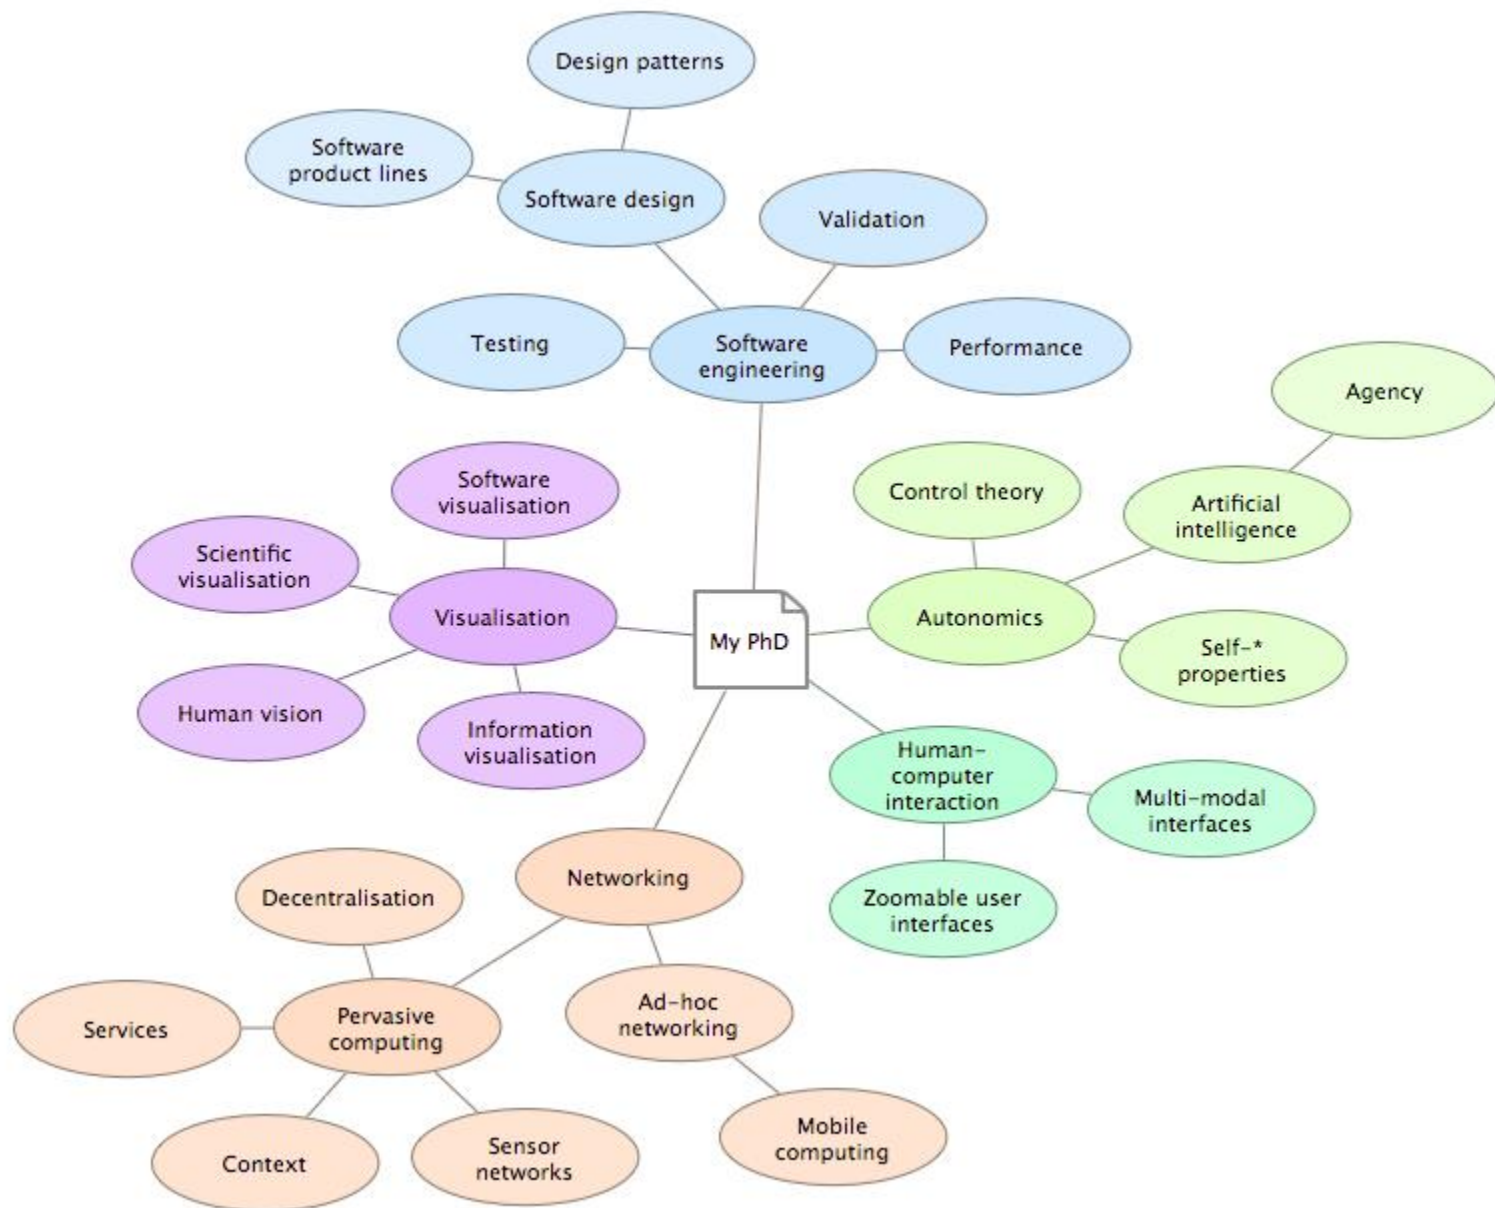 Design patterns
Software
product lines
Software design
Validation
Testing
Software
engineering
Performance
Agency
Software
visualisation
Control theory
Artificial
intelligence
Scientific
visualisation
Visualisation
My PhD
Autonomics
Self-*
properties
Human vision
Information
visualisation
Human-
computer
interaction
Multi-modal
interfaces
Networking
Decentralisation
Zoomable user
interfaces
Services
Pervasive
computing
Ad-hoc
networking
Context
Sensor
networks
Mobile
computing